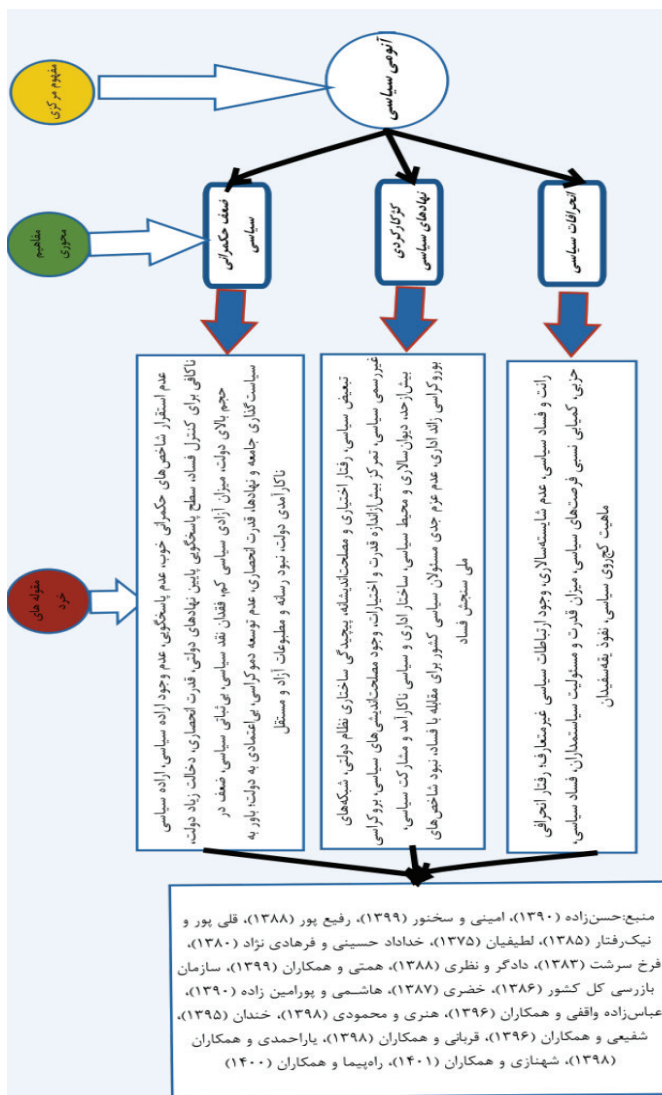 مفهوم مرکزی
آنومی سیاسی
مفاهیم
محوری
ضعف حکمرانی
سیاسی
کژکارکردی
نهادهای سیاسی
انحرافات سیاسی
خرد
مقوله های
عدم استقرار شاخص‌های حکمرانی خوب، عدم پاسخگویی، عدم وجود اراده سیاسی، اراده سیاسی
ناکافی برای کنترل فساد، سطح پاسخگویی پایین نهادهای دولتی، قدرت انحصاری، دخالت زیاد دولت،
حجم بالای دولت، میزان آزادی سیاسی کم، فقدان نقد سیاسی، بی‌ثباتی سیاسی، ضعف در
سیاست‌گذاری جامعه و نهادها، قدرت انحصاری، عدم توسعه دموکراسی، بی‌اعتمادی به دولت؛ باور به
ناکارآمدی دولت، نبود رسانه و مطبوعات آزاد و مستقل
تبعیض سیاسی، رفتار اختیاری و مصلحت‌اندیشانه، پیچیدگی ساختاری نظام دولتی، شبکه‌های
غیررسمی سیاسی، تمرکز بیش‌ازاندازه قدرت و اختیارات، وجود مصلحت‌اندیشی‌های سیاسی، بروکراسی
بیش‌ازحد، دیوان‌سالاری و محیط سیاسی، ساختار اداری و سیاسی ناکارآمد و مشارکت سیاسی،
بوروکراسی زائد اداری، عدم عزم جدی مسئولان سیاسی کشور برای مقابله با فساد، نبود شاخص‌های
ملی سنجش فساد
رانت و فساد سیاسی، عدم شایسته‌سالاری، وجود ارتباطات سیاسی غیرمتعارف؛ رفتار انحرافی
حزبی، کمیابی نسبی فرصت‌های سیاسی، میزان قدرت و مسئولیت سیاستمداران، فساد سیاسی،
ماهیت کج‌روی سیاسی، نفوذ یقه‌سفیدان
منبع:حسن‌زاده (۱۳۹۰)، امینی و سخنور (۱۳۹۹)، رفیع پور (۱۳۸۸)، قلی پور و
نیک‌رفتار (۱۳۸۵)، لطیفیان (۱۳۷۵)، خداداد حسینی و فرهادی نژاد (۱۳۸۰)،
فرخ سرشت (۱۳۸۳)، دادگر و نظری (۱۳۸۸)، همتی و همکاران (۱۳۹۹)، سازمان
بازرسی کل کشور (۱۳۸۶)، خضری (۱۳۸۷)، هاشمی و پورامین زاده (۱۳۹۰)،
عباس‌زاده واقفی و همکاران (۱۳۹۶)، هنری و محمودی (۱۳۹۸)، خندان (۱۳۹۵)،
شفیعی و همکاران (۱۳۹۶)، قربانی و همکاران (۱۳۹۸)، یاراحمدی و همکاران
(۱۳۹۸)، شهنازی و همکاران (۱۴۰۱)، راه‌پیما و همکاران (۱۴۰۰)